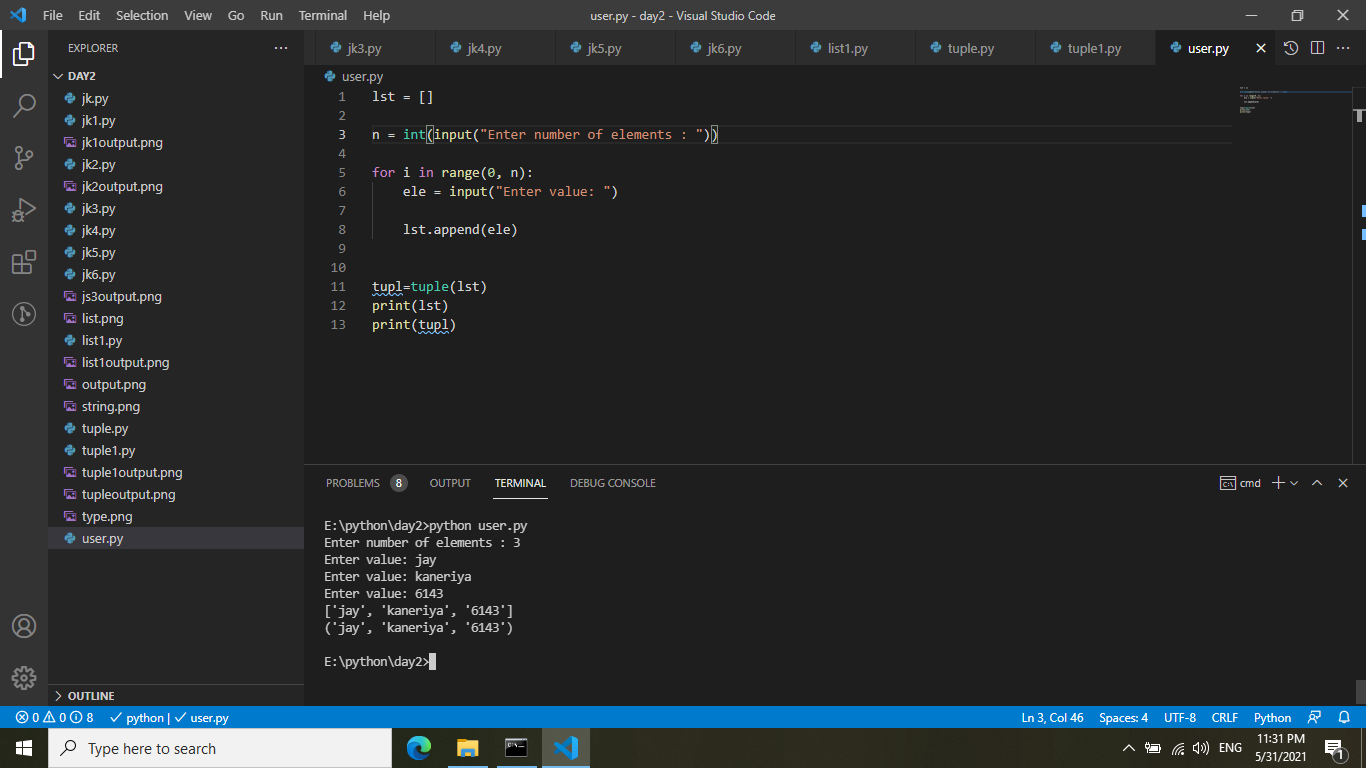 File Edit Selection View Go Run Terminal Help
user.py - day2 - Visual Studio Code
EXPLORER
DAY2
jk.py
jk1.py
jk1output.png
jk2.py
jk2output.png
jk3.py
jk4.py
jk5.py
jk6.py
js3output.png
list.png
list1.py
list1output.png
output.png
string.png
tuple.py
tuple1.py
tuple1output.png
tupleoutput.png
type.png
user.py
OUTLINE
jk3.py jk4.py jk5.py jk6.py list1.py tuple.py tuple1.py user.py
user.py
1 lst = []
2
3 n = int(input("Enter number of elements : "))
4
5 for i in range(0, n):
6 ele = input("Enter value: ")
7
8 lst.append(ele)
9
10
11 tupl=tuple(lst)
12 print(lst)
13 print(tupl)
PROBLEMS 8 OUTPUT TERMINAL DEBUG CONSOLE
cmd
E:\python\day2>python user.py
Enter number of elements : 3
Enter value: jay
Enter value: kaneriya
Enter value: 6143
['jay', 'kaneriya', '6143']
('jay', 'kaneriya', '6143')
E:\python\day2>
0 0 8 python | user.py
Ln 3, Col 46 Spaces: 4 UTF-8 CRLF Python
Type here to search
ENG
11:31 PM
5/31/2021
1